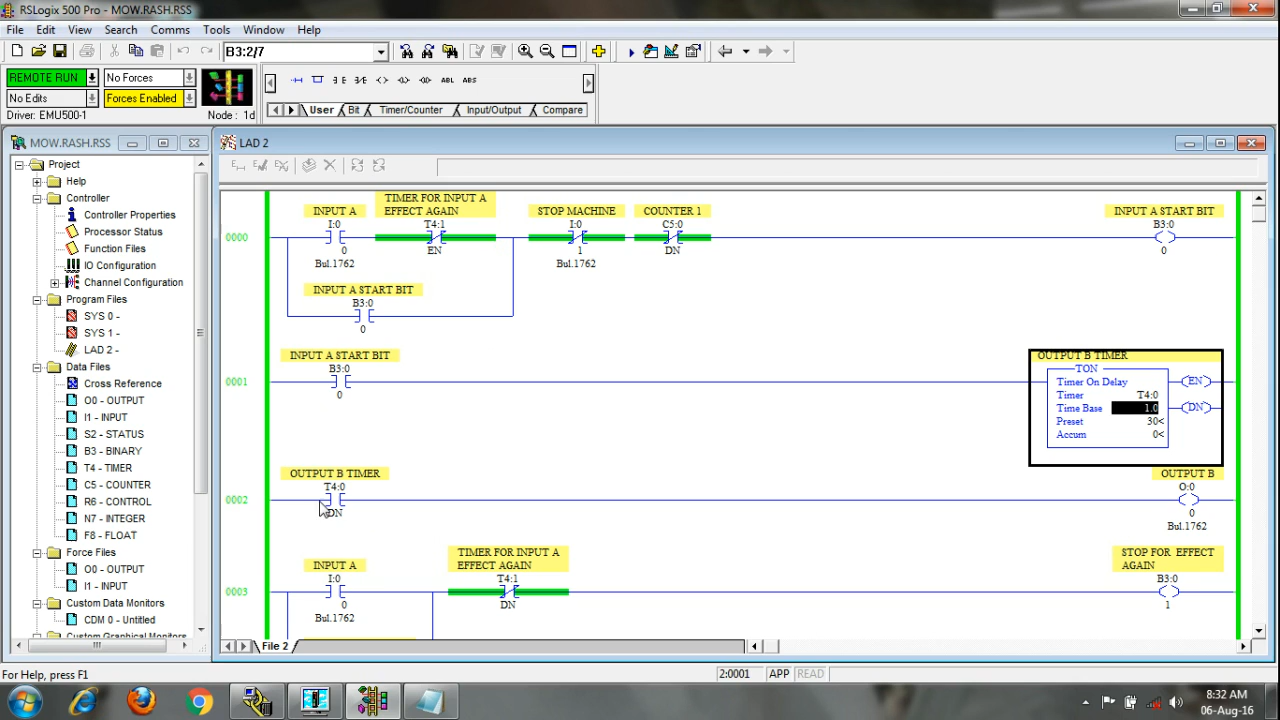 RSLogix 500 Pro - MOW.RASH.RSS
File Edit View Search Comms Tools Window Help
B3:2/7
REMOTE RUN No Forces
No Edits Forces Enabled
Driver: EMU500-1 Node : 1d
ABL ABS
User Bit Timer/Counter Input/Output Compare
MOW.RASH.RSS
LAD 2
Project
Help
Controller
Controller Properties
Processor Status
Function Files
IO Configuration
Channel Configuration
Program Files
SYS 0 -
SYS 1 -
LAD 2 -
Data Files
Cross Reference
O0 - OUTPUT
I1 - INPUT
S2 - STATUS
B3 - BINARY
T4 - TIMER
C5 - COUNTER
R6 - CONTROL
N7 - INTEGER
F8 - FLOAT
Force Files
O0 - OUTPUT
I1 - INPUT
Custom Data Monitors
CDM 0 - Untitled
Custom Graphical Monitors
0000
INPUT A
I:0
0
Bul.1762
TIMER FOR INPUT A
EFFECT AGAIN
T4:1
EN
STOP MACHINE
I:0
1
Bul.1762
COUNTER 1
C5:0
DN
INPUT A START BIT
B3:0
0
INPUT A START BIT
B3:0
0
0001
INPUT A START BIT
B3:0
0
OUTPUT B TIMER
TON
Timer On Delay
Timer T4:0
Time Base 1.0
Preset 30<
Accum 0<
EN
DN
0002
OUTPUT B TIMER
T4:0
DN
OUTPUT B
O:0
0
Bul.1762
0003
INPUT A
I:0
0
Bul.1762
TIMER FOR INPUT A
EFFECT AGAIN
T4:1
DN
STOP FOR EFFECT
AGAIN
B3:0
1
File 2
For Help, press F1
2:0001 APP READ
8:32 AM
06-Aug-16